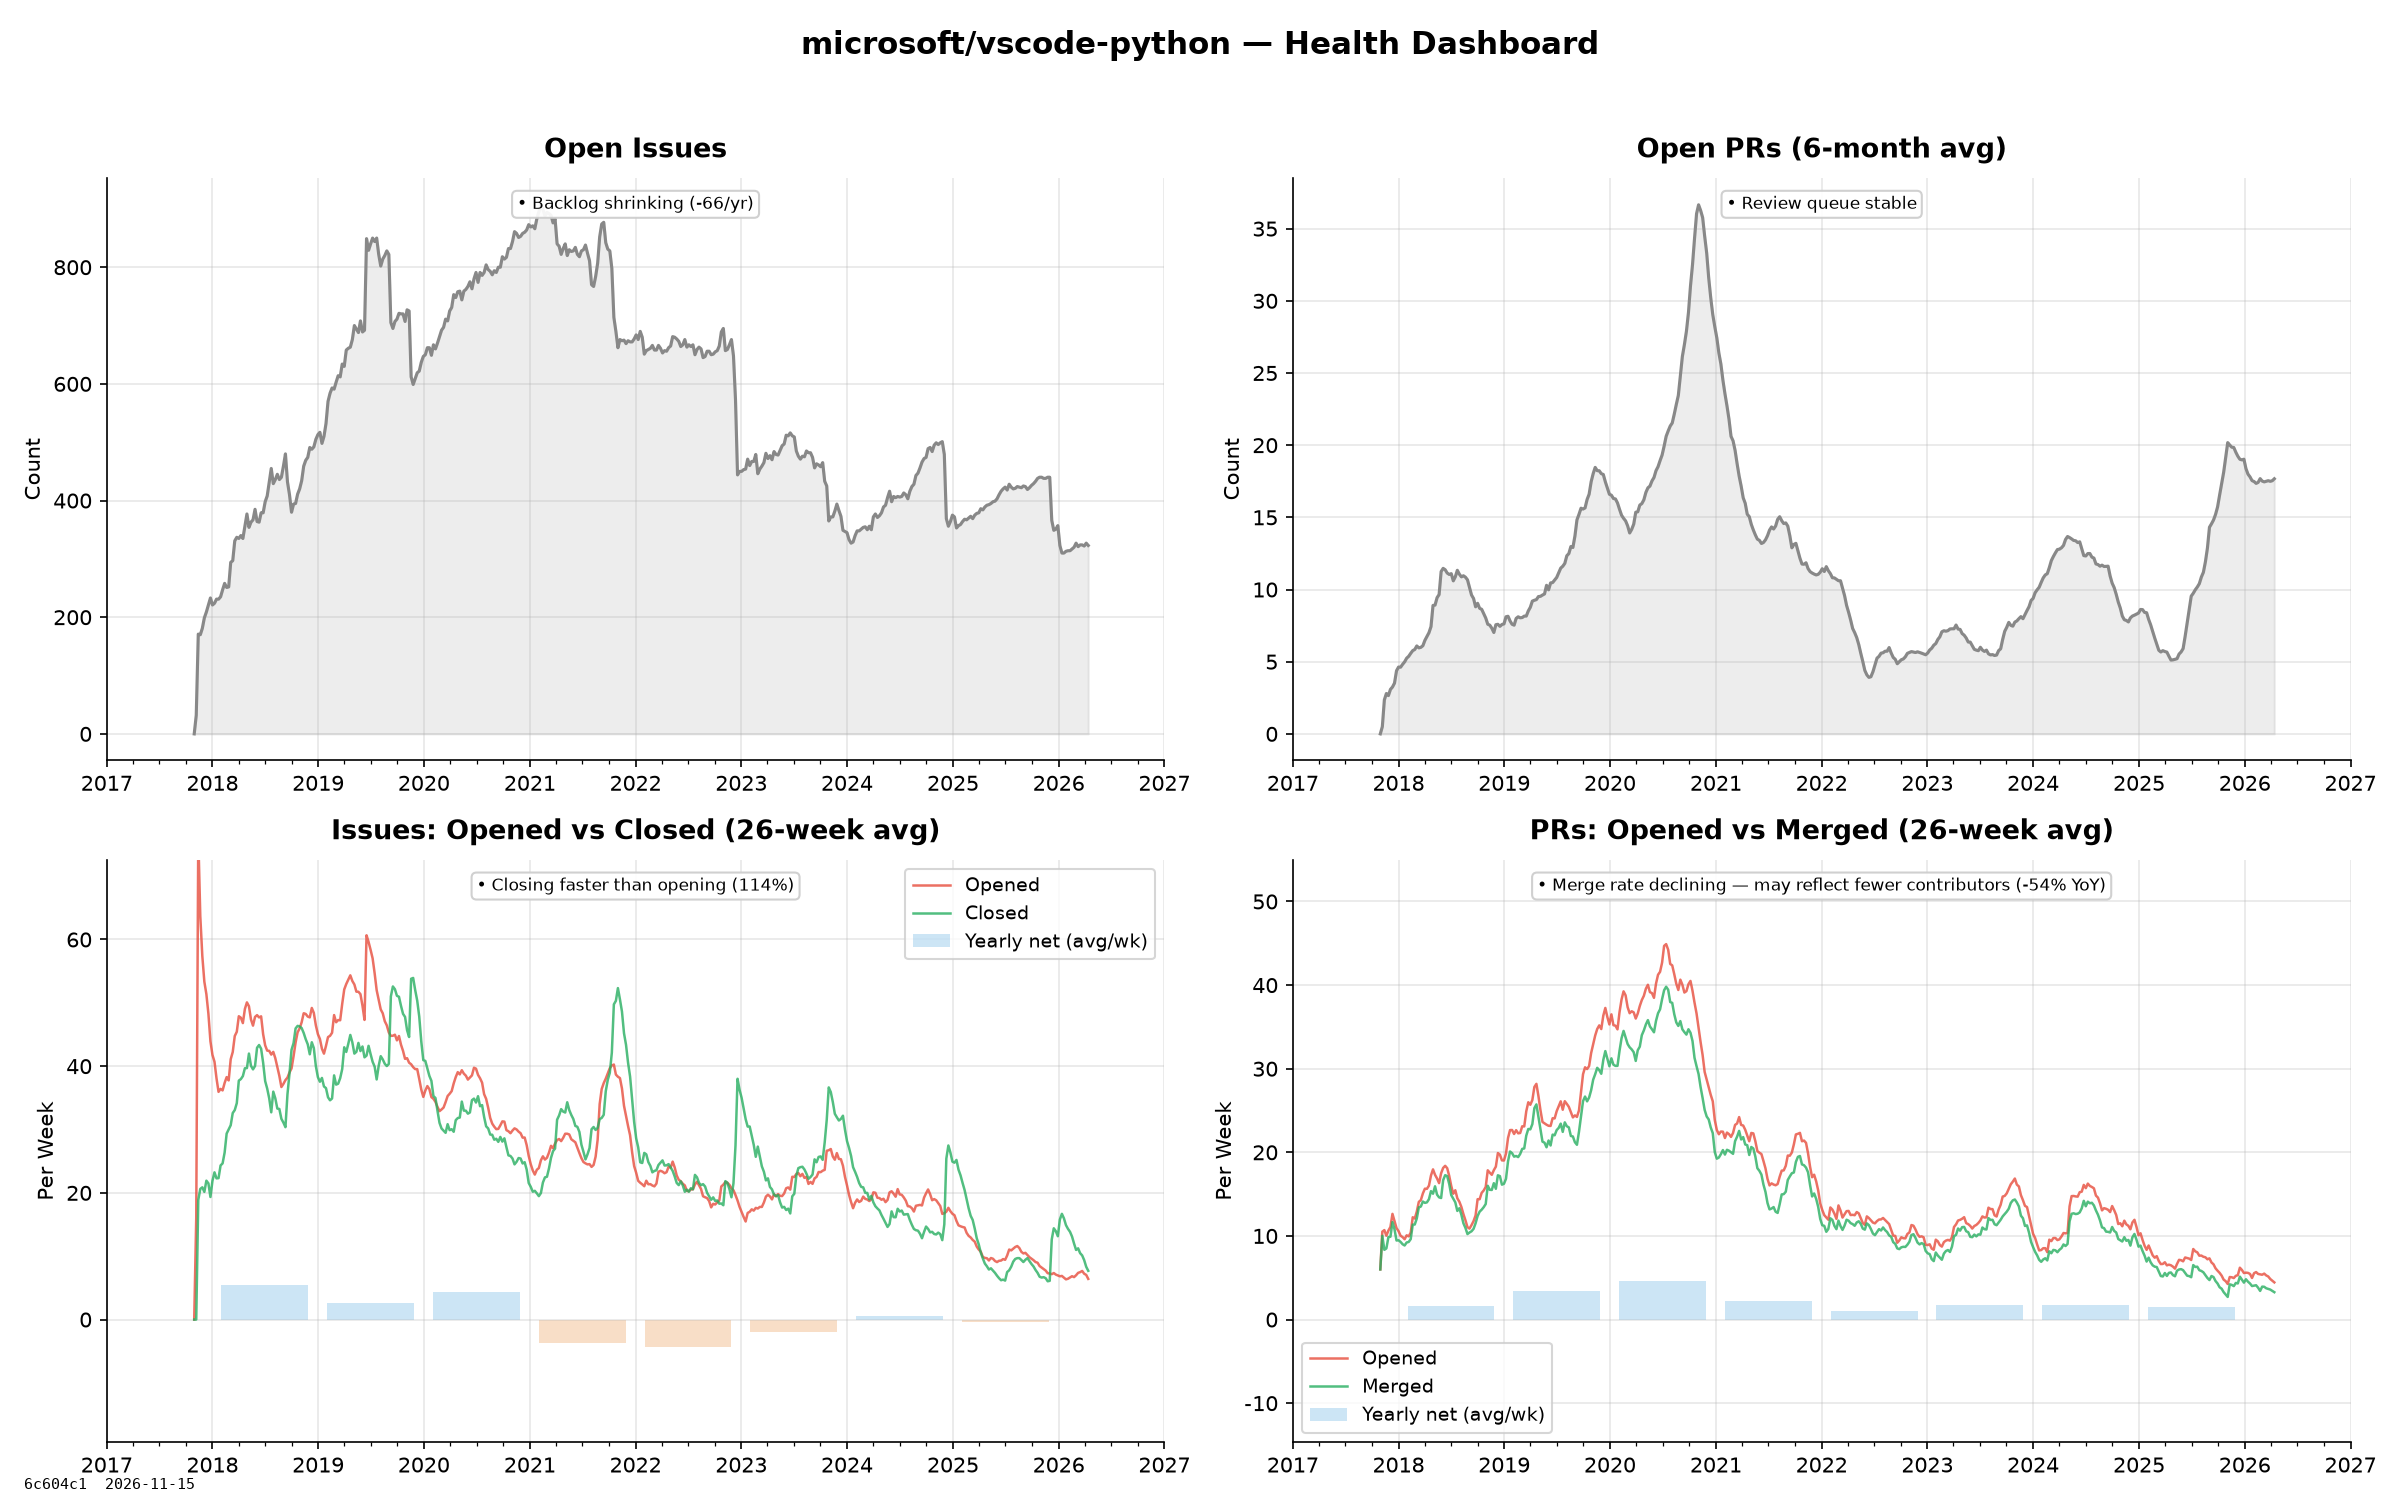 microsoft/vscode-python — Health Dashboard
Open Issues
• Backlog shrinking (-66/yr)
Count
800
600
400
200
0
2017 2018 2019 2020 2021 2022 2023 2024 2025 2026 2027
Open PRs (6-month avg)
• Review queue stable
Count
35
30
25
20
15
10
5
0
2017 2018 2019 2020 2021 2022 2023 2024 2025 2026 2027
Issues: Opened vs Closed (26-week avg)
• Closing faster than opening (114%)
Opened
Closed
Yearly net (avg/wk)
Per Week
60
40
20
0
2017 2018 2019 2020 2021 2022 2023 2024 2025 2026 2027
PRs: Opened vs Merged (26-week avg)
• Merge rate declining — may reflect fewer contributors (-54% YoY)
Per Week
50
40
30
20
10
0
-10
Opened
Merged
Yearly net (avg/wk)
2017 2018 2019 2020 2021 2022 2023 2024 2025 2026 2027
6c604c1 2026-11-15